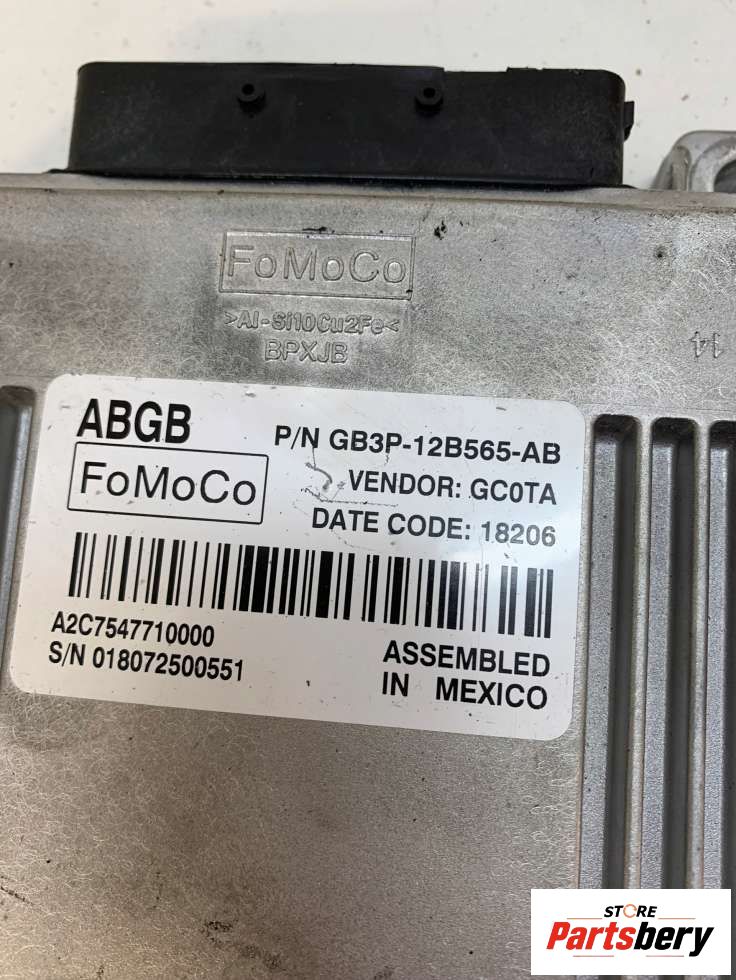 FoMoCo
>Al-Si10Cu2Fe<
BPXJB
14
ABGB
P/N GB3P-12B565-AB
FoMoCo
VENDOR: GC0TA
DATE CODE: 18206
A2C7547710000
S/N 018072500551
ASSEMBLED
IN MEXICO
STORE
Partsbery